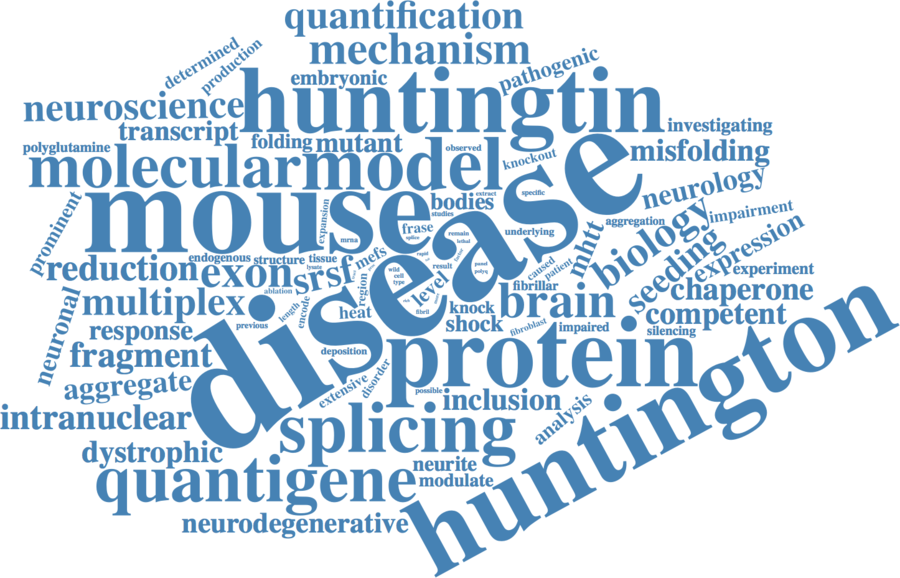 quantification
mechanism
determined
production
embryonic
pathogenic
neuroscience
huntingtin
transcript
investigating
polyglutamine
folding
mutant
observed
knockout
misfolding
molecular
model
mouse
disease
extract
bodies
studies
specific
neurology
prominent
expansion
mrna
frase
splice
remain
lethal
underlying
mhtt
aggregation
biology
impairment
endogenous
structure
tissue
lysate
reduction
exon
srsf
mefs
rapid
result
panel
polyq
wild
cell
type
caused
patient
seeding
expression
experiment
neuronal
multiplex
ablation
length
encode
region
level
fibril
fibrillar
brain
chaperone
competent
response
previous
heat
knock
shock
fibroblast
impaired
silencing
fragment
deposition
protein
aggregate
extensive
disorder
possible
inclusion
intranuclear
splicing
analysis
huntington
dystrophic
quantigene
neurite
modulate
neurodegenerative